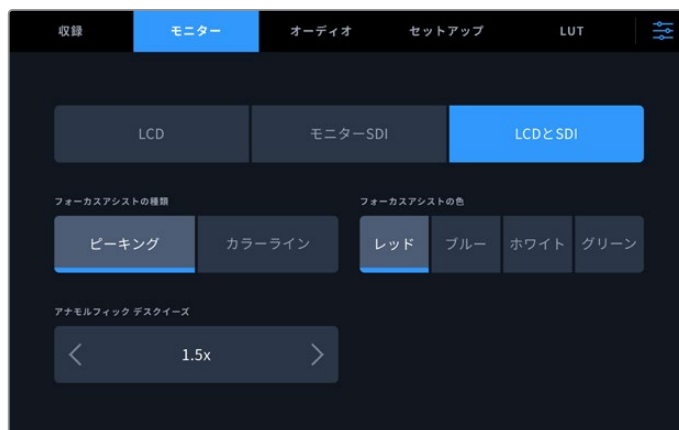 収録 モニター オーディオ セットアップ LUT
LCD モニターSDI LCDとSDI
フォーカスアシストの種類 フォーカスアシストの色
ピーキング カラーライン レッド ブルー ホワイト グリーン
アナモルフィック デスクイーズ
1.5x